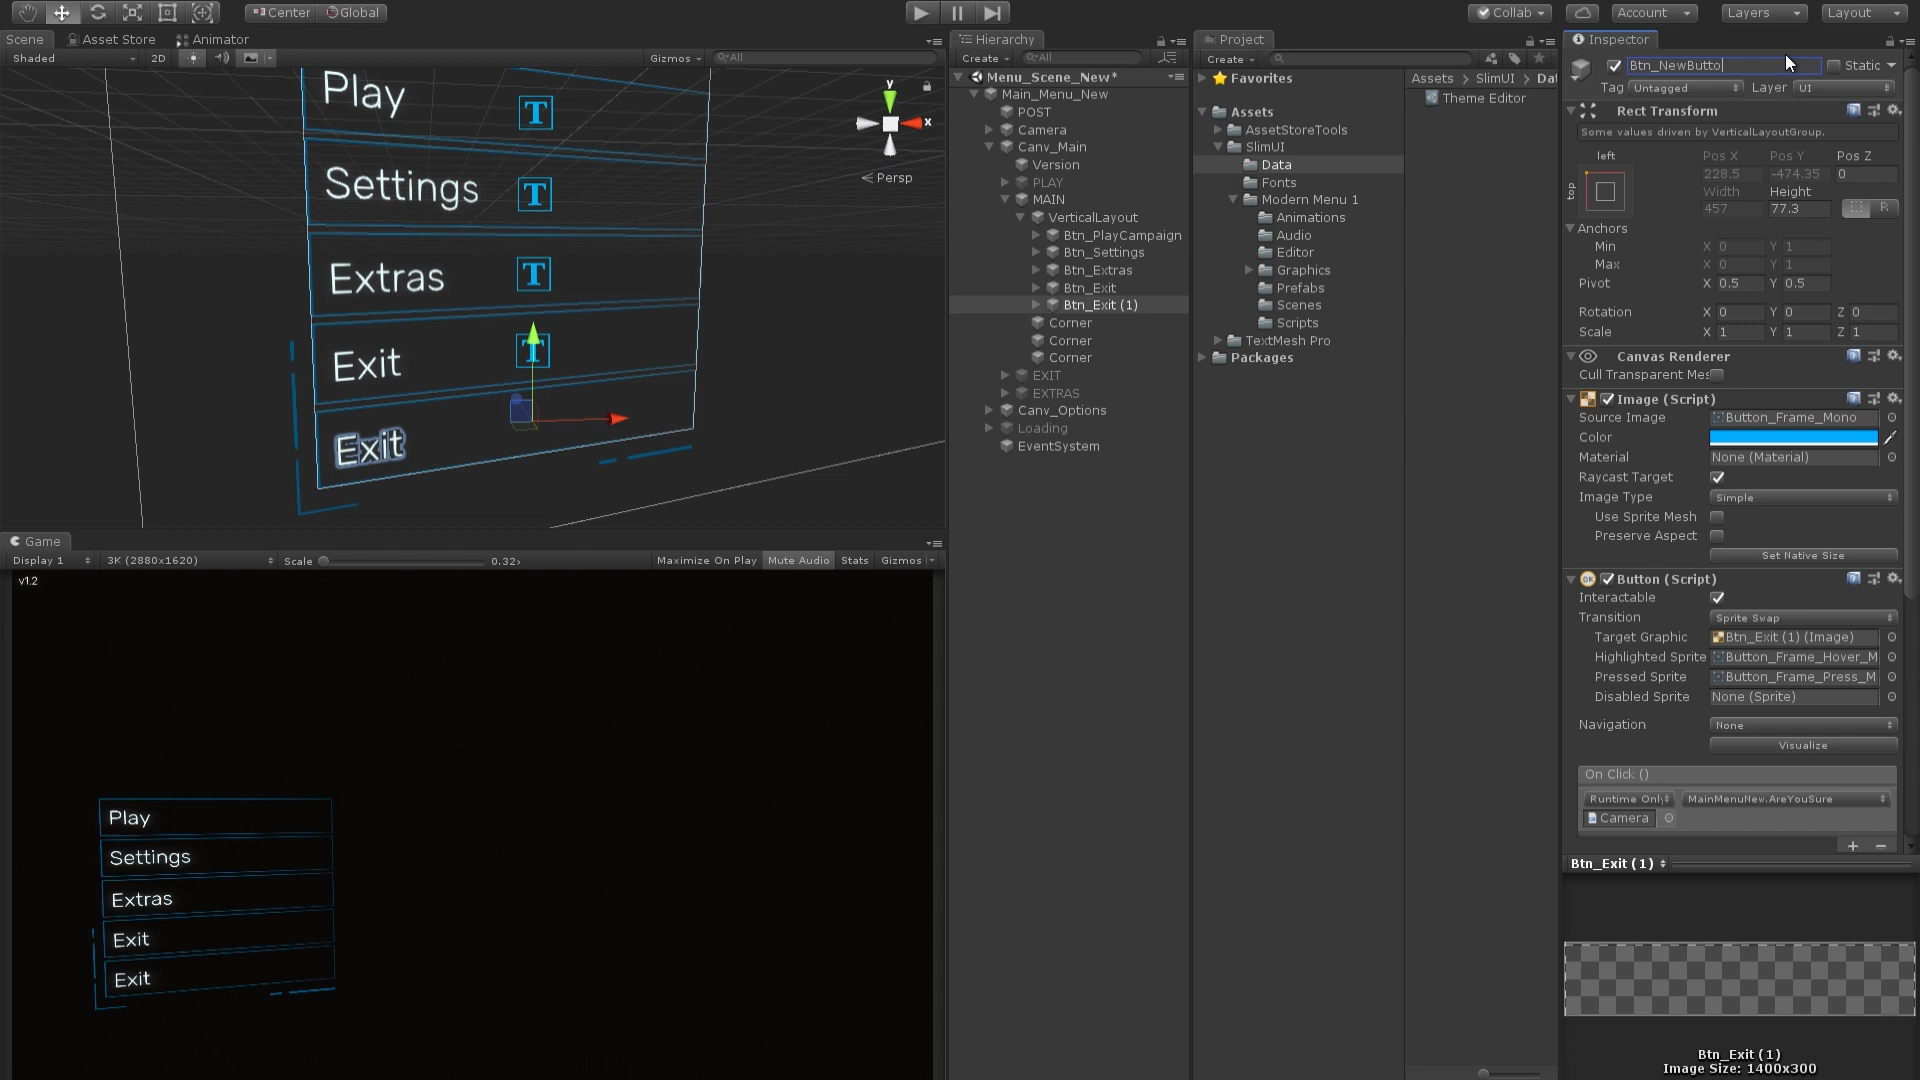 Center Global
Collab Account Layers Layout
Scene Asset Store Animator
Shaded 2D Gizmos All
Play T
Settings T
Extras T
Exit T
Exit
y
x
< Persp
Game
Display 1 3K (2880x1620) Scale 0.32x Maximize On Play Mute Audio Stats Gizmos
v1.2
Play
Settings
Extras
Exit
Exit
Hierarchy
Create All
Menu_Scene_New*
Main_Menu_New
POST
Camera
Canv_Main
Version
PLAY
MAIN
VerticalLayout
Btn_PlayCampaign
Btn_Settings
Btn_Extras
Btn_Exit
Btn_Exit (1)
Corner
Corner
Corner
EXIT
EXTRAS
Canv_Options
Loading
EventSystem
Project
Create
Favorites
Assets
AssetStoreTools
SlimUI
Data
Fonts
Modern Menu 1
Animations
Audio
Editor
Graphics
Prefabs
Scenes
Scripts
TextMesh Pro
Packages
Assets > SlimUI > Dat
Theme Editor
Inspector
Btn_NewButto Static
Tag Untagged Layer UI
Rect Transform
Some values driven by VerticalLayoutGroup.
left Pos X Pos Y Pos Z
top 228.5 -474.35 0
Width Height
457 77.3 R
Anchors
Min X 0 Y 1
Max X 0 Y 1
Pivot X 0.5 Y 0.5
Rotation X 0 Y 0 Z 0
Scale X 1 Y 1 Z 1
Canvas Renderer
Cull Transparent Mes
Image (Script)
Source Image Button_Frame_Mono
Color
Material None (Material)
Raycast Target
Image Type Simple
Use Sprite Mesh
Preserve Aspect
Set Native Size
OK Button (Script)
Interactable
Transition Sprite Swap
Target Graphic Btn_Exit (1) (Image)
Highlighted Sprite Button_Frame_Hover_M
Pressed Sprite Button_Frame_Press_M
Disabled Sprite None (Sprite)
Navigation None
Visualize
On Click ()
Runtime Only MainMenuNew.AreYouSure
Camera
+ −
Btn_Exit (1)
Btn_Exit (1)
Image Size: 1400x300